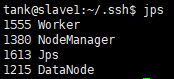 tank@slave1:~/.ssh$ jps
1555 Worker
1380 NodeManager
1613 Jps
1215 DataNode